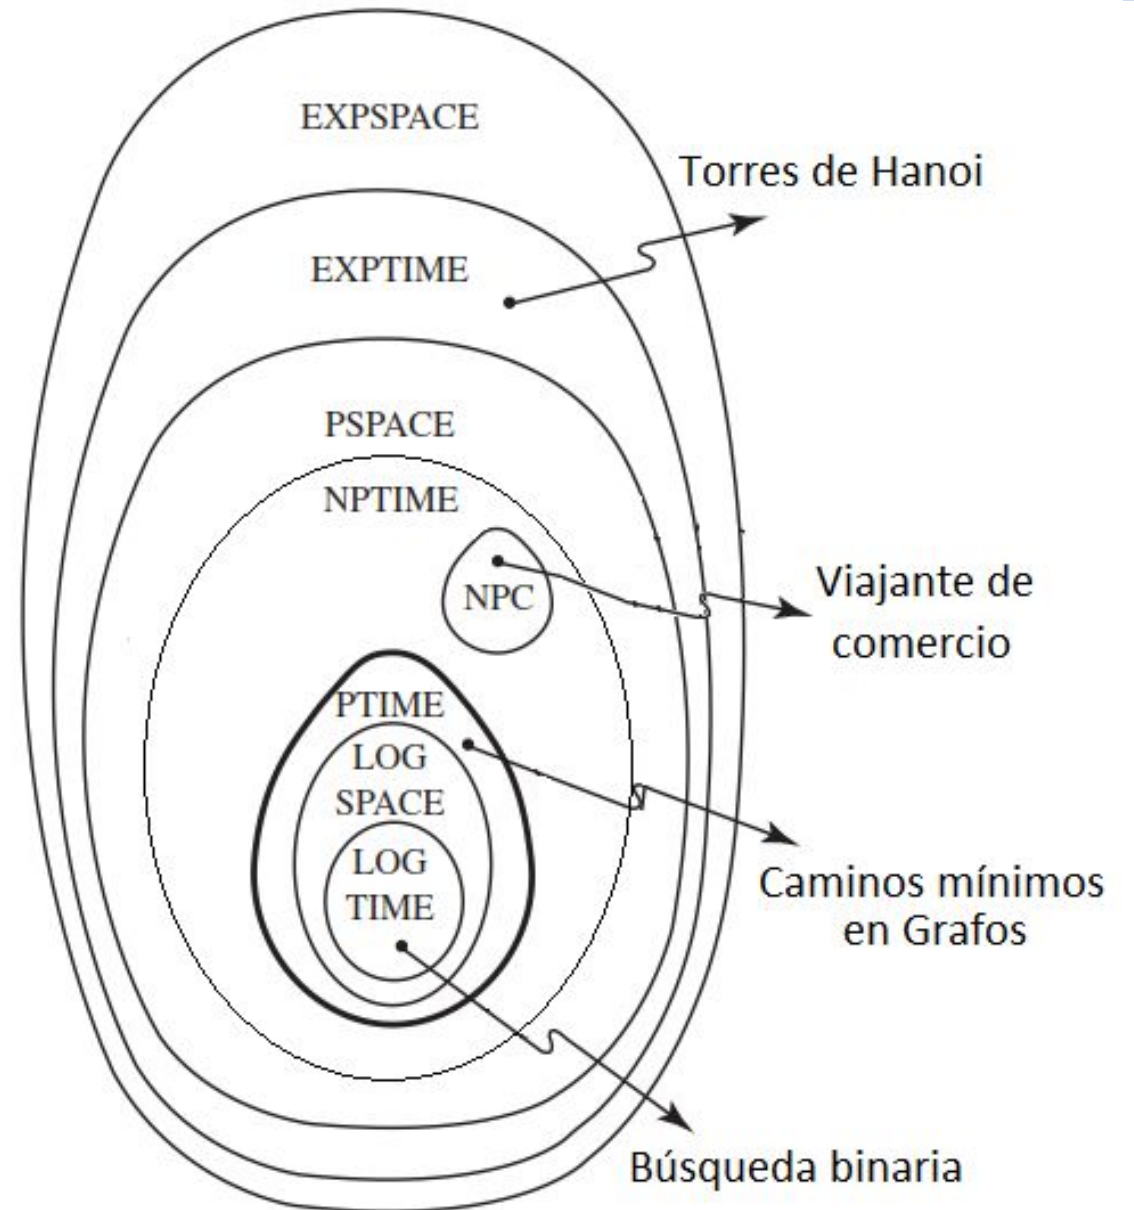 EXPSPACE
Torres de Hanoi
EXPTIME
PSPACE
NPTIME
NPC
Viajante de
comercio
PTIME
LOG
SPACE
LOG
TIME
Caminos mínimos
en Grafos
Búsqueda binaria